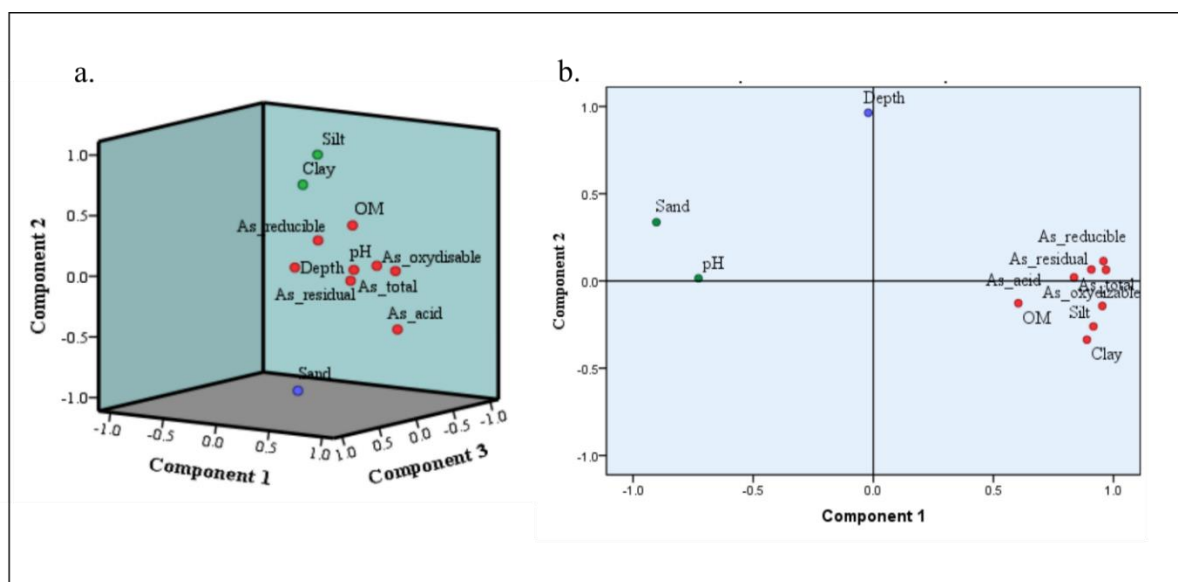 a.
Silt
Clay
OM
As_reducible
pH
As_oxydisable
Depth
As_total
As_residual
As_acid
Sand
1.0
0.5
0.0
-0.5
-1.0
Component 2
-1.0
-0.5
0.0
0.5
1.0
Component 1
1.0
0.5
0.0
-0.5
-1.0
Component 3
b.
Depth
Sand
pH
As_reducible
As_residual
As_acid
As_total
As_oxydizable
OM
Silt
Clay
1.0
0.5
0.0
-0.5
-1.0
Component 2
-1.0
-0.5
0.0
0.5
1.0
Component 1